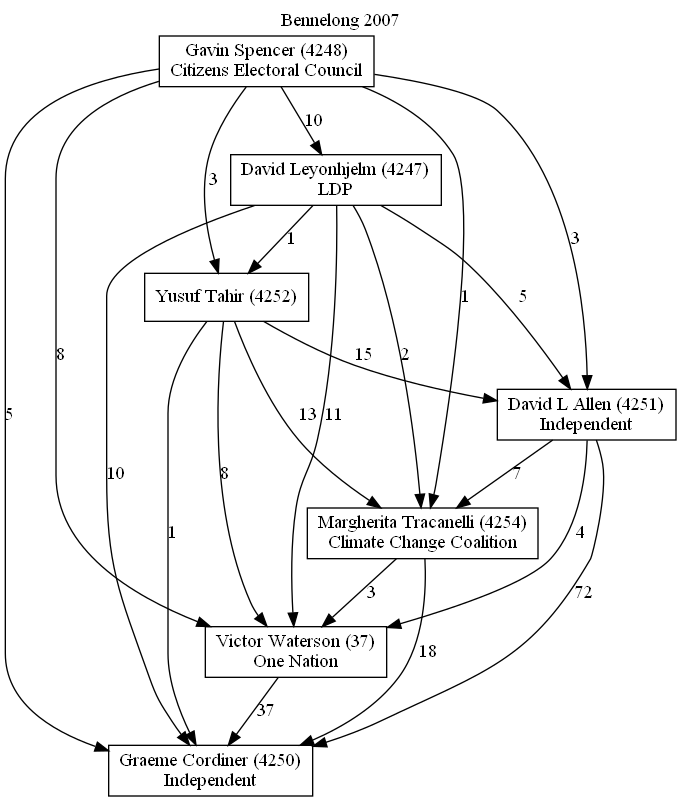 Bennelong 2007
Gavin Spencer (4248)
Citizens Electoral Council
10
David Leyonhjelm (4247)
LDP
3
1
3
Yusuf Tahir (4252)
1
5
8
15
2
David L Allen (4251)
Independent
5
13
11
10
8
7
Margherita Tracanelli (4254)
Climate Change Coalition
1
3
4
72
Victor Waterson (37)
One Nation
18
37
Graeme Cordiner (4250)
Independent